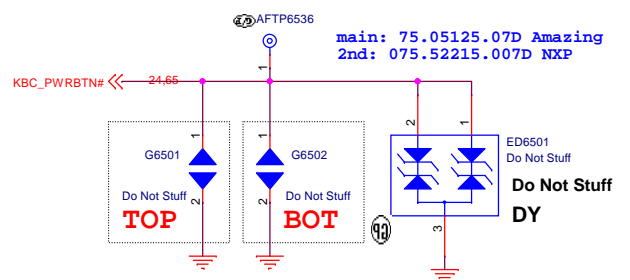 AFTP6536
main: 75.05125.07D Amazing
2nd: 075.52215.007D NXP
KBC_PWRBTN#
24,65
1
1
1
2
1
G6501
G6502
ED6501
Do Not Stuff
Do Not Stuff
Do Not Stuff
Do Not Stuff
2
2
TOP
BOT
DY
3